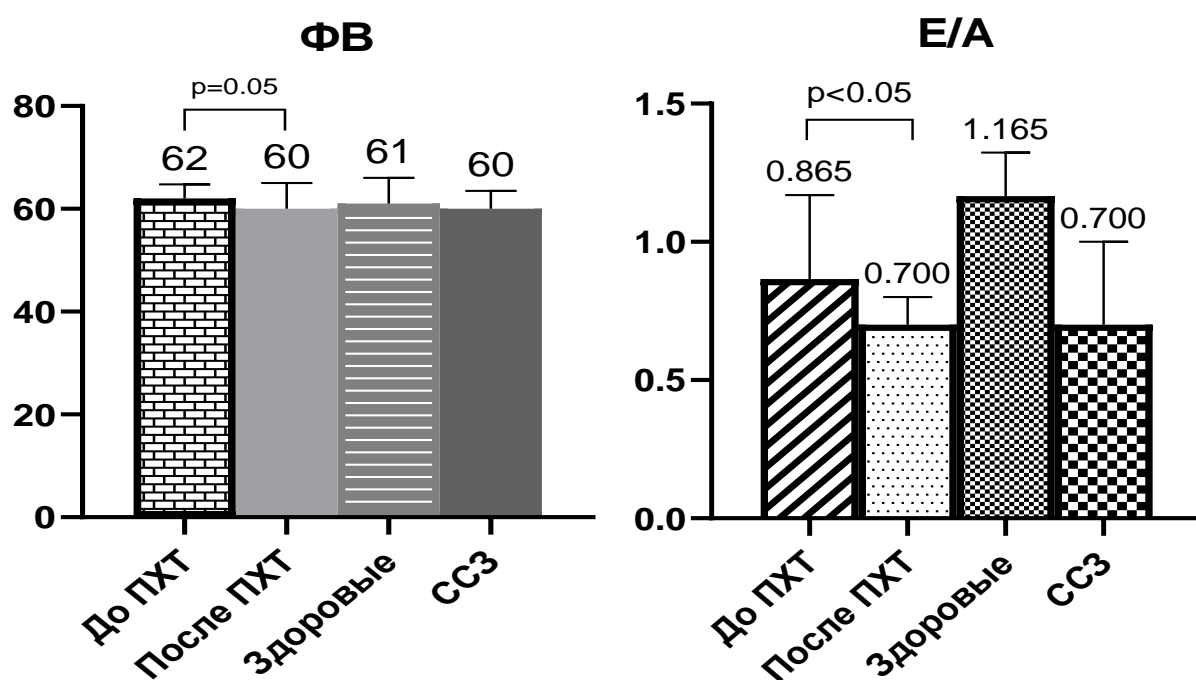 ФВ
p=0.05
80
60
40
20
0
62
60
61
60
До ПХТ
После ПХТ
Здоровые
ССЗ
E/A
p<0.05
1.5
1.0
0.5
0.0
0.865
0.700
1.165
0.700
До ПХТ
После ПХТ
Здоровые
ССЗ